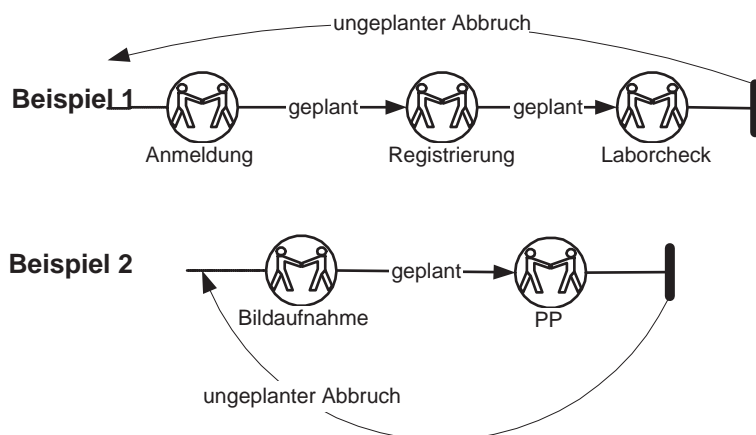 ungeplanter Abbruch
Beispiel 1
geplant
geplant
Anmeldung
Registrierung
Laborcheck
Beispiel 2
geplant
Bildaufnahme
PP
ungeplanter Abbruch